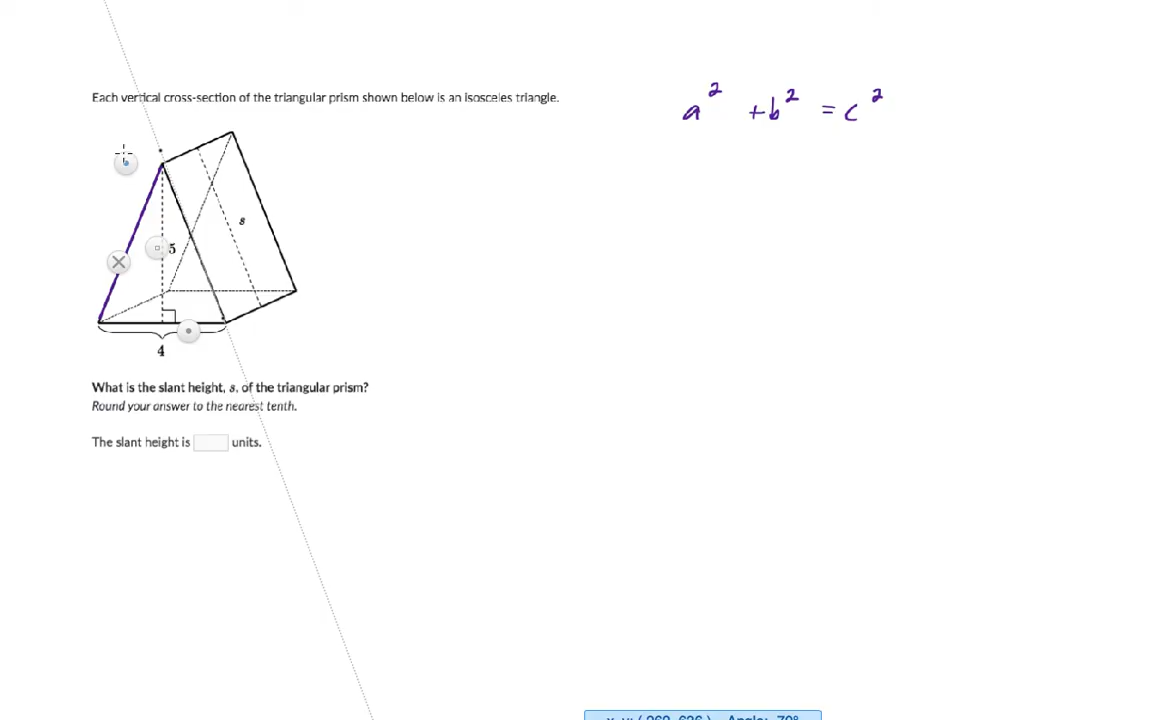 Each vertical cross-section of the triangular prism shown below is an isosceles triangle.
a² + b² = c²
s
5
4
What is the slant height, s, of the triangular prism?
Round your answer to the nearest tenth.
The slant height is units.